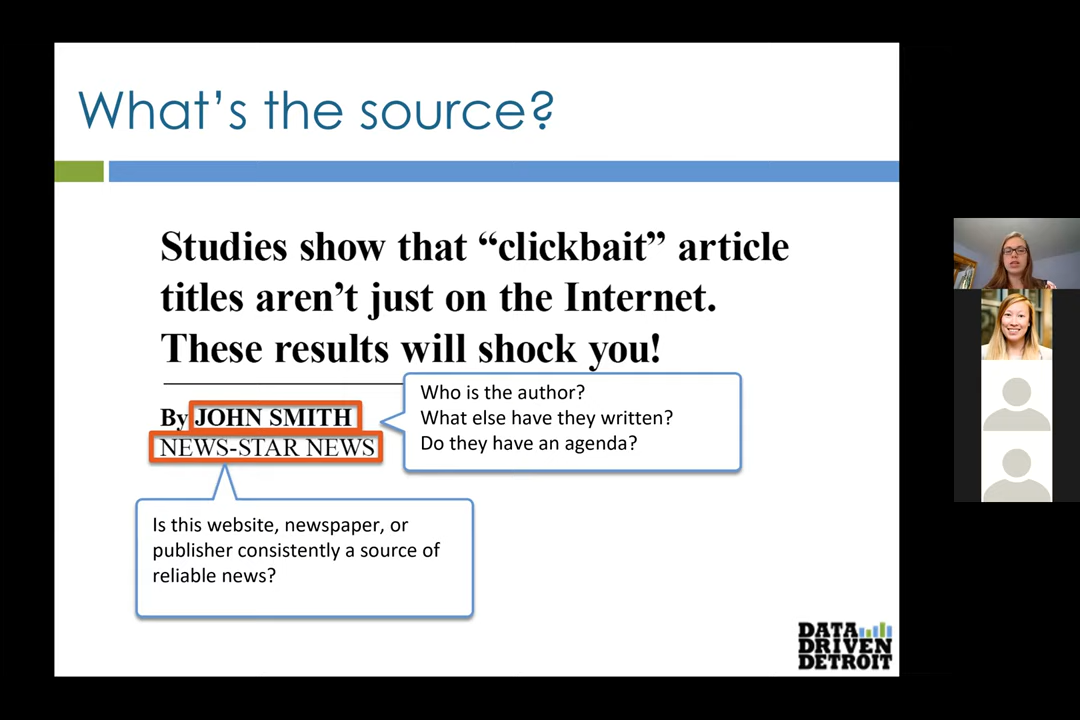 What's the source?
Studies show that “clickbait” article
titles aren’t just on the Internet.
These results will shock you!
By JOHN SMITH
NEWS-STAR NEWS
Who is the author?
What else have they written?
Do they have an agenda?
Is this website, newspaper, or
publisher consistently a source of
reliable news?
DATA
DRIVEN
DETROIT